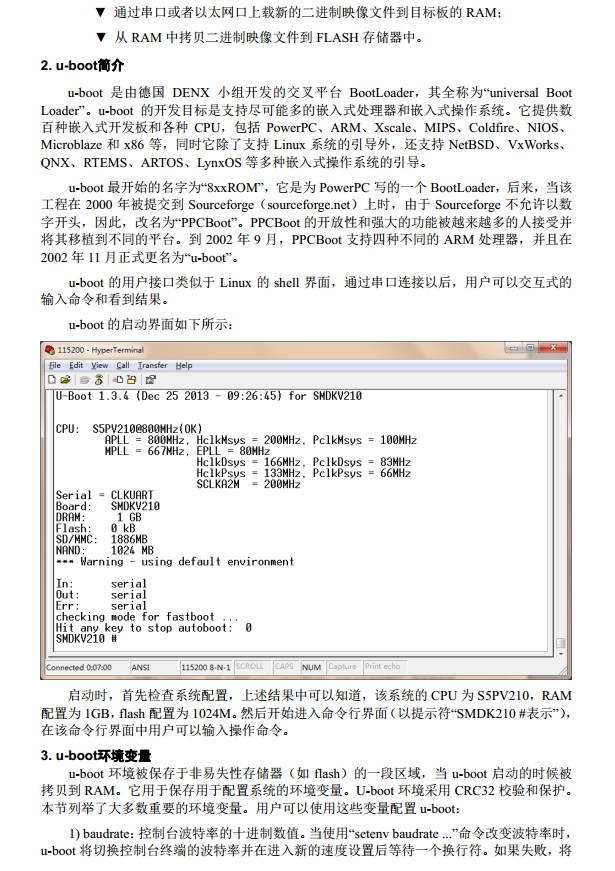 ▼ 通过串口或者以太网口上载新的二进制映像文件到目标板的 RAM；
▼ 从 RAM 中拷贝二进制映像文件到 FLASH 存储器中。
2. u-boot简介
u-boot 是由德国 DENX 小组开发的交叉平台 BootLoader，其全称为“universal Boot
Loader”。u-boot 的开发目标是支持尽可能多的嵌入式处理器和嵌入式操作系统。它提供数
百种嵌入式开发板和各种 CPU，包括 PowerPC、ARM、Xscale、MIPS、Coldfire、NIOS、
Microblaze 和 x86 等，同时它除了支持 Linux 系统的引导外，还支持 NetBSD、VxWorks、
QNX、RTEMS、ARTOS、LynxOS 等多种嵌入式操作系统的引导。
u-boot 最开始的名字为“8xxROM”，它是为 PowerPC 写的一个 BootLoader，后来，当该
工程在 2000 年被提交到 Sourceforge（sourceforge.net）上时，由于 Sourceforge 不允许以数
字开头，因此，改名为“PPCBoot”。PPCBoot 的开放性和强大的功能被越来越多的人接受并
将其移植到不同的平台。到 2002 年 9 月，PPCBoot 支持四种不同的 ARM 处理器，并且在
2002 年 11 月正式更名为“u-boot”。
u-boot 的用户接口类似于 Linux 的 shell 界面，通过串口连接以后，用户可以交互式的
输入命令和看到结果。
u-boot 的启动界面如下所示：
115200 - HyperTerminal
File Edit View Call Transfer Help
U-Boot 1.3.4 (Dec 25 2013 - 09:26:45) for SMDKV210
CPU: S5PV210@800MHz(OK)
APLL = 800MHz, HclkMsys = 200MHz, PclkMsys = 100MHz
MPLL = 667MHz, EPLL = 80MHz
HclkDsys = 166MHz, PclkDsys = 83MHz
HclkPsys = 133MHz, PclkPsys = 66MHz
SCLKA2M = 200MHz
Serial = CLKUART
Board: SMDKV210
DRAM: 1 GB
Flash: 0 kB
SD/MMC: 1886MB
NAND: 1024 MB
*** Warning - using default environment
In: serial
Out: serial
Err: serial
checking mode for fastboot ...
Hit any key to stop autoboot: 0
SMDKV210 #
Connected 0:07:00 ANSI 115200 8-N-1 SCROLL CAPS NUM Capture Print echo
启动时，首先检查系统配置，上述结果中可以知道，该系统的 CPU 为 S5PV210，RAM
配置为 1GB，flash 配置为 1024M。然后开始进入命令行界面（以提示符“SMDK210 #表示”），
在该命令行界面中用户可以输入操作命令。
3. u-boot环境变量
u-boot 环境被保存于非易失性存储器（如 flash）的一段区域，当 u-boot 启动的时候被
拷贝到 RAM。它用于保存用于配置系统的环境变量。U-boot 环境采用 CRC32 校验和保护。
本节列举了大多数重要的环境变量。用户可以使用这些变量配置 u-boot：
1) baudrate：控制台波特率的十进制数值。当使用“setenv baudrate ...”命令改变波特率时，
u-boot 将切换控制台终端的波特率并在进入新的速度设置后等待一个换行符。如果失败，将